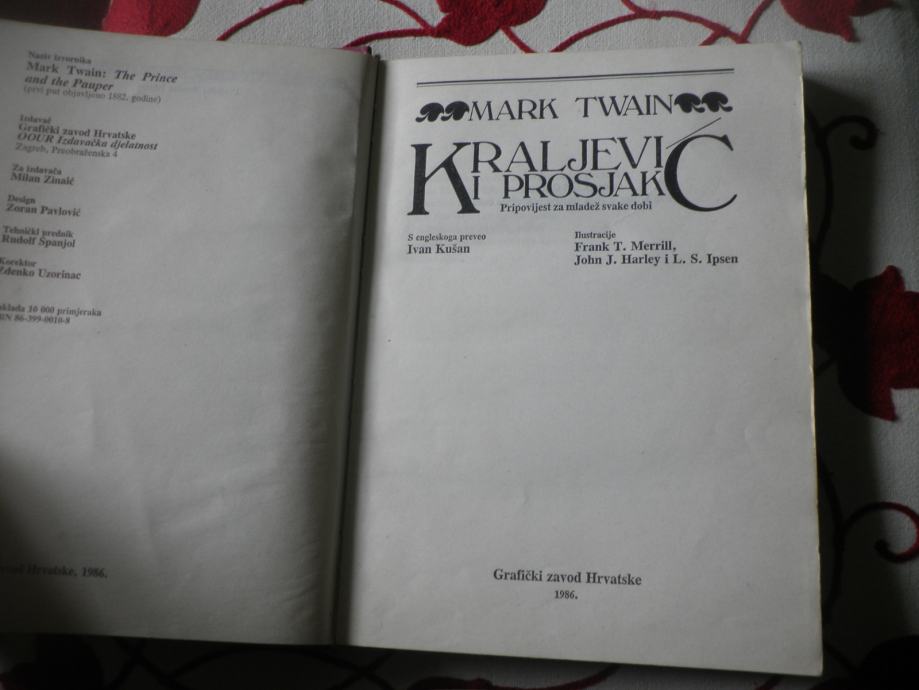 Naziv izvornika
Mark Twain: The Prince
and the Pauper
(prvi put objavljeno 1882. godine)
Izdavač
Grafički zavod Hrvatske
OOUR Izdavačka djelatnost
Zagreb, Preobraženska 4
Za izdavača
Milan Zinaić
Design
Zoran Pavlović
Tehnički urednik
Rudolf Španjol
Korektor
Zdenko Uzorinac
aklada 10 000 primjeraka
BN 86-399-0010-8
Hrvatske, 1986.
MARK TWAIN
KRALJEVIĆ
I PROSJAK
Pripovijest za mladež svake dobi
S engleskoga preveo
Ivan Kušan
Ilustracije
Frank T. Merrill,
John J. Harley i L. S. Ipsen
Grafički zavod Hrvatske
1986.